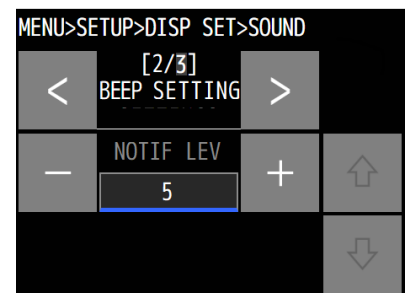 MENU>SETUP>DISP SET>SOUND
[2/3]
BEEP SETTING
< >
NOTIF LEV
− +
5